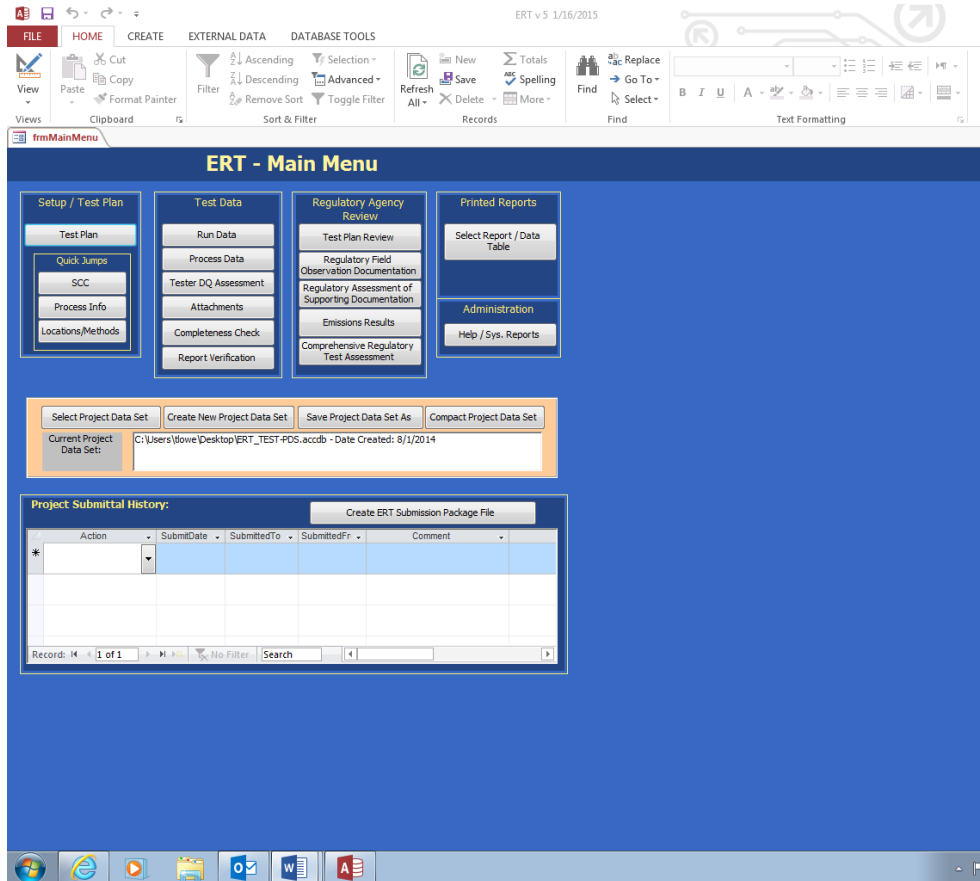 ERT v 5 1/16/2015
FILE HOME CREATE EXTERNAL DATA DATABASE TOOLS
View
Views
Paste
Cut
Copy
Format Painter
Clipboard
Filter
Ascending
Descending
Remove Sort
Selection
Advanced
Toggle Filter
Sort & Filter
Refresh
All
New
Save
Delete
Totals
Spelling
More
Records
Find
Replace
Go To
Select
Find
B I U A
Text Formatting
frmMainMenu
ERT - Main Menu
Setup / Test Plan
Test Plan
Quick Jumps
SCC
Process Info
Locations/Methods
Test Data
Run Data
Process Data
Tester DQ Assessment
Attachments
Completeness Check
Report Verification
Regulatory Agency
Review
Test Plan Review
Regulatory Field
Observation Documentation
Regulatory Assessment of
Supporting Documentation
Emissions Results
Comprehensive Regulatory
Test Assessment
Printed Reports
Select Report / Data
Table
Administration
Help / Sys. Reports
Select Project Data Set Create New Project Data Set Save Project Data Set As Compact Project Data Set
Current Project
Data Set:
C:\Users\tlowe\Desktop\ERT_TEST-PDS.accdb - Date Created: 8/1/2014
Project Submittal History:
Create ERT Submission Package File
Action SubmitDate SubmittedTo SubmittedFr Comment
Record: 1 of 1 No Filter Search